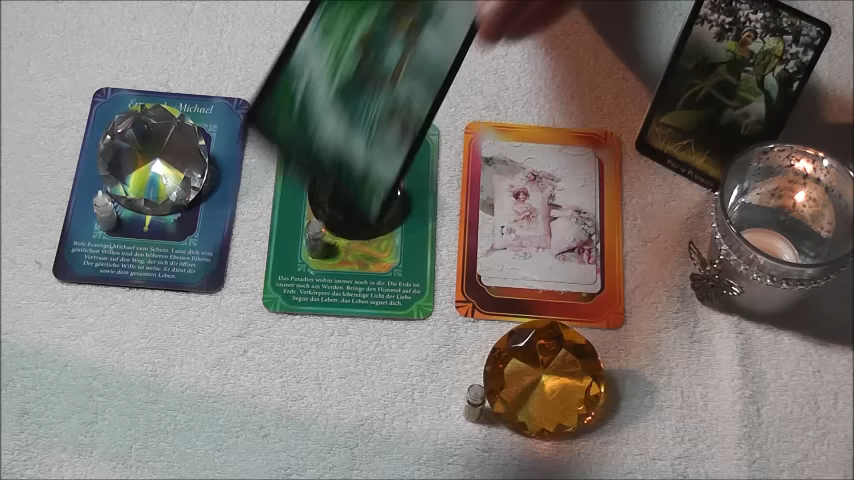 Michael
Rufe Erzengel Michael zum Schutz. Lasse dich vom
göttlichen Willen und den höheren Ebenen führen.
Vertraue auf den Weg, der sich dir öffnet.
Der göttliche Wille ist weise. Er dient dir
sowie dem gesamten Leben.
Das Paradies wohnt immer noch in dir. Die Erde ist
immer noch am Werden. Bringe den Himmel auf die
Erde. Verkörpere das lebendige Licht der Liebe.
Segne das Leben, das Leben segnet dich.